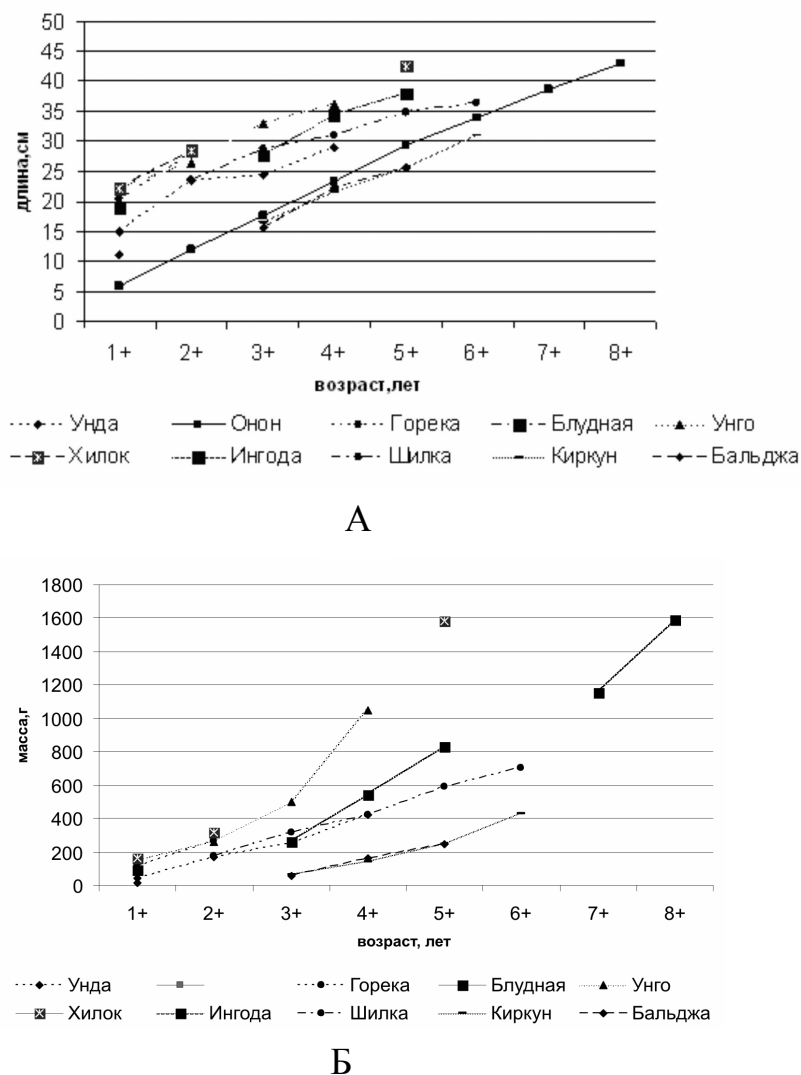 50
45
40
35
30
25
20
15
10
5
0
длина,см
1+ 2+ 3+ 4+ 5+ 6+ 7+ 8+
возраст,лет
Унда Онон Горека Блудная Унго
Хилок Ингода Шилка Киркун Бальджа
А
1800
1600
1400
1200
1000
800
600
400
200
0
масса,г
1+ 2+ 3+ 4+ 5+ 6+ 7+ 8+
возраст, лет
Унда Горека Блудная Унго
Хилок Ингода Шилка Киркун Бальджа
Б